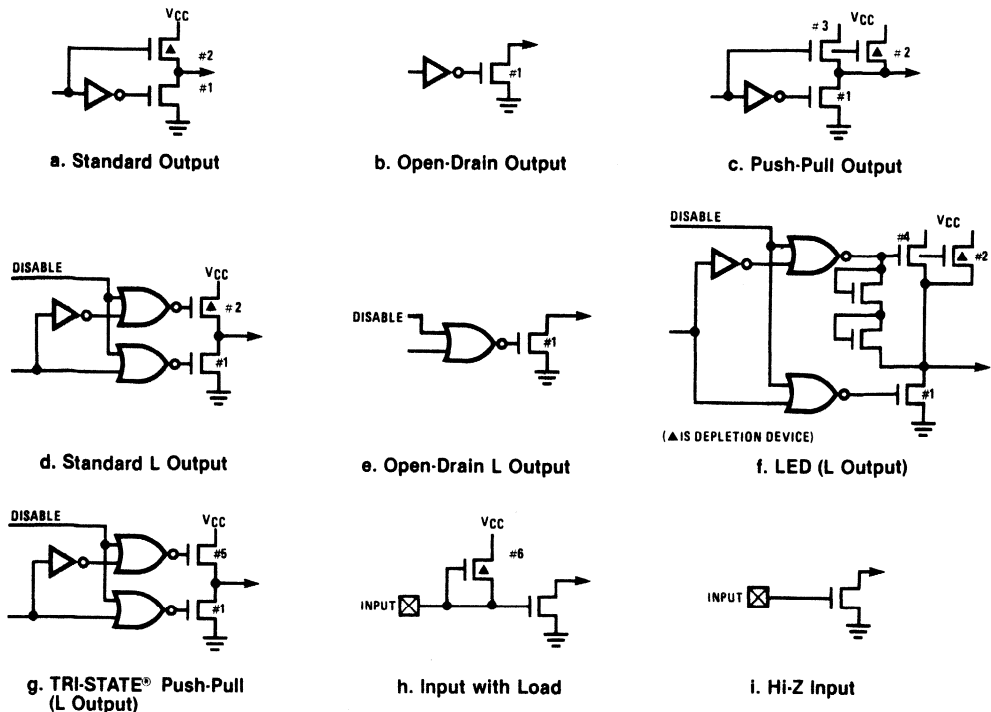 VCC
#2
#1
a. Standard Output
#1
b. Open-Drain Output
#3
VCC
#2
#1
c. Push-Pull Output
DISABLE
VCC
#2
#1
d. Standard L Output
DISABLE
#1
e. Open-Drain L Output
DISABLE
VCC
#4
#2
#1
(▲IS DEPLETION DEVICE)
f. LED (L Output)
DISABLE
VCC
#5
#1
g. TRI-STATE® Push-Pull
(L Output)
VCC
#6
INPUT
h. Input with Load
INPUT
i. Hi-Z Input